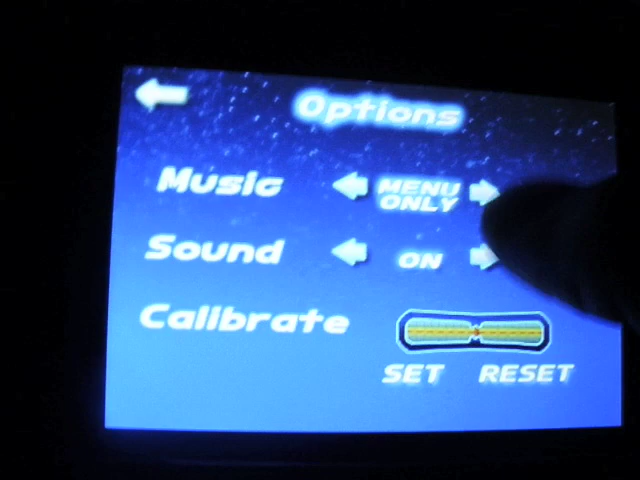 Options
Music
MENU
ONLY
Sound
ON
Calibrate
SET
RESET